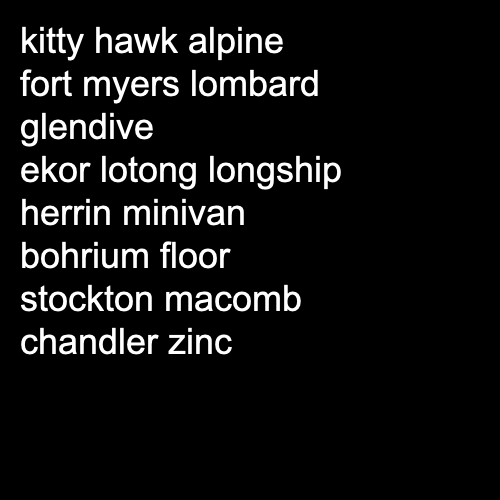 kitty hawk alpine
fort myers lombard
glendive
ekor lotong longship
herrin minivan
bohrium floor
stockton macomb
chandler zinc